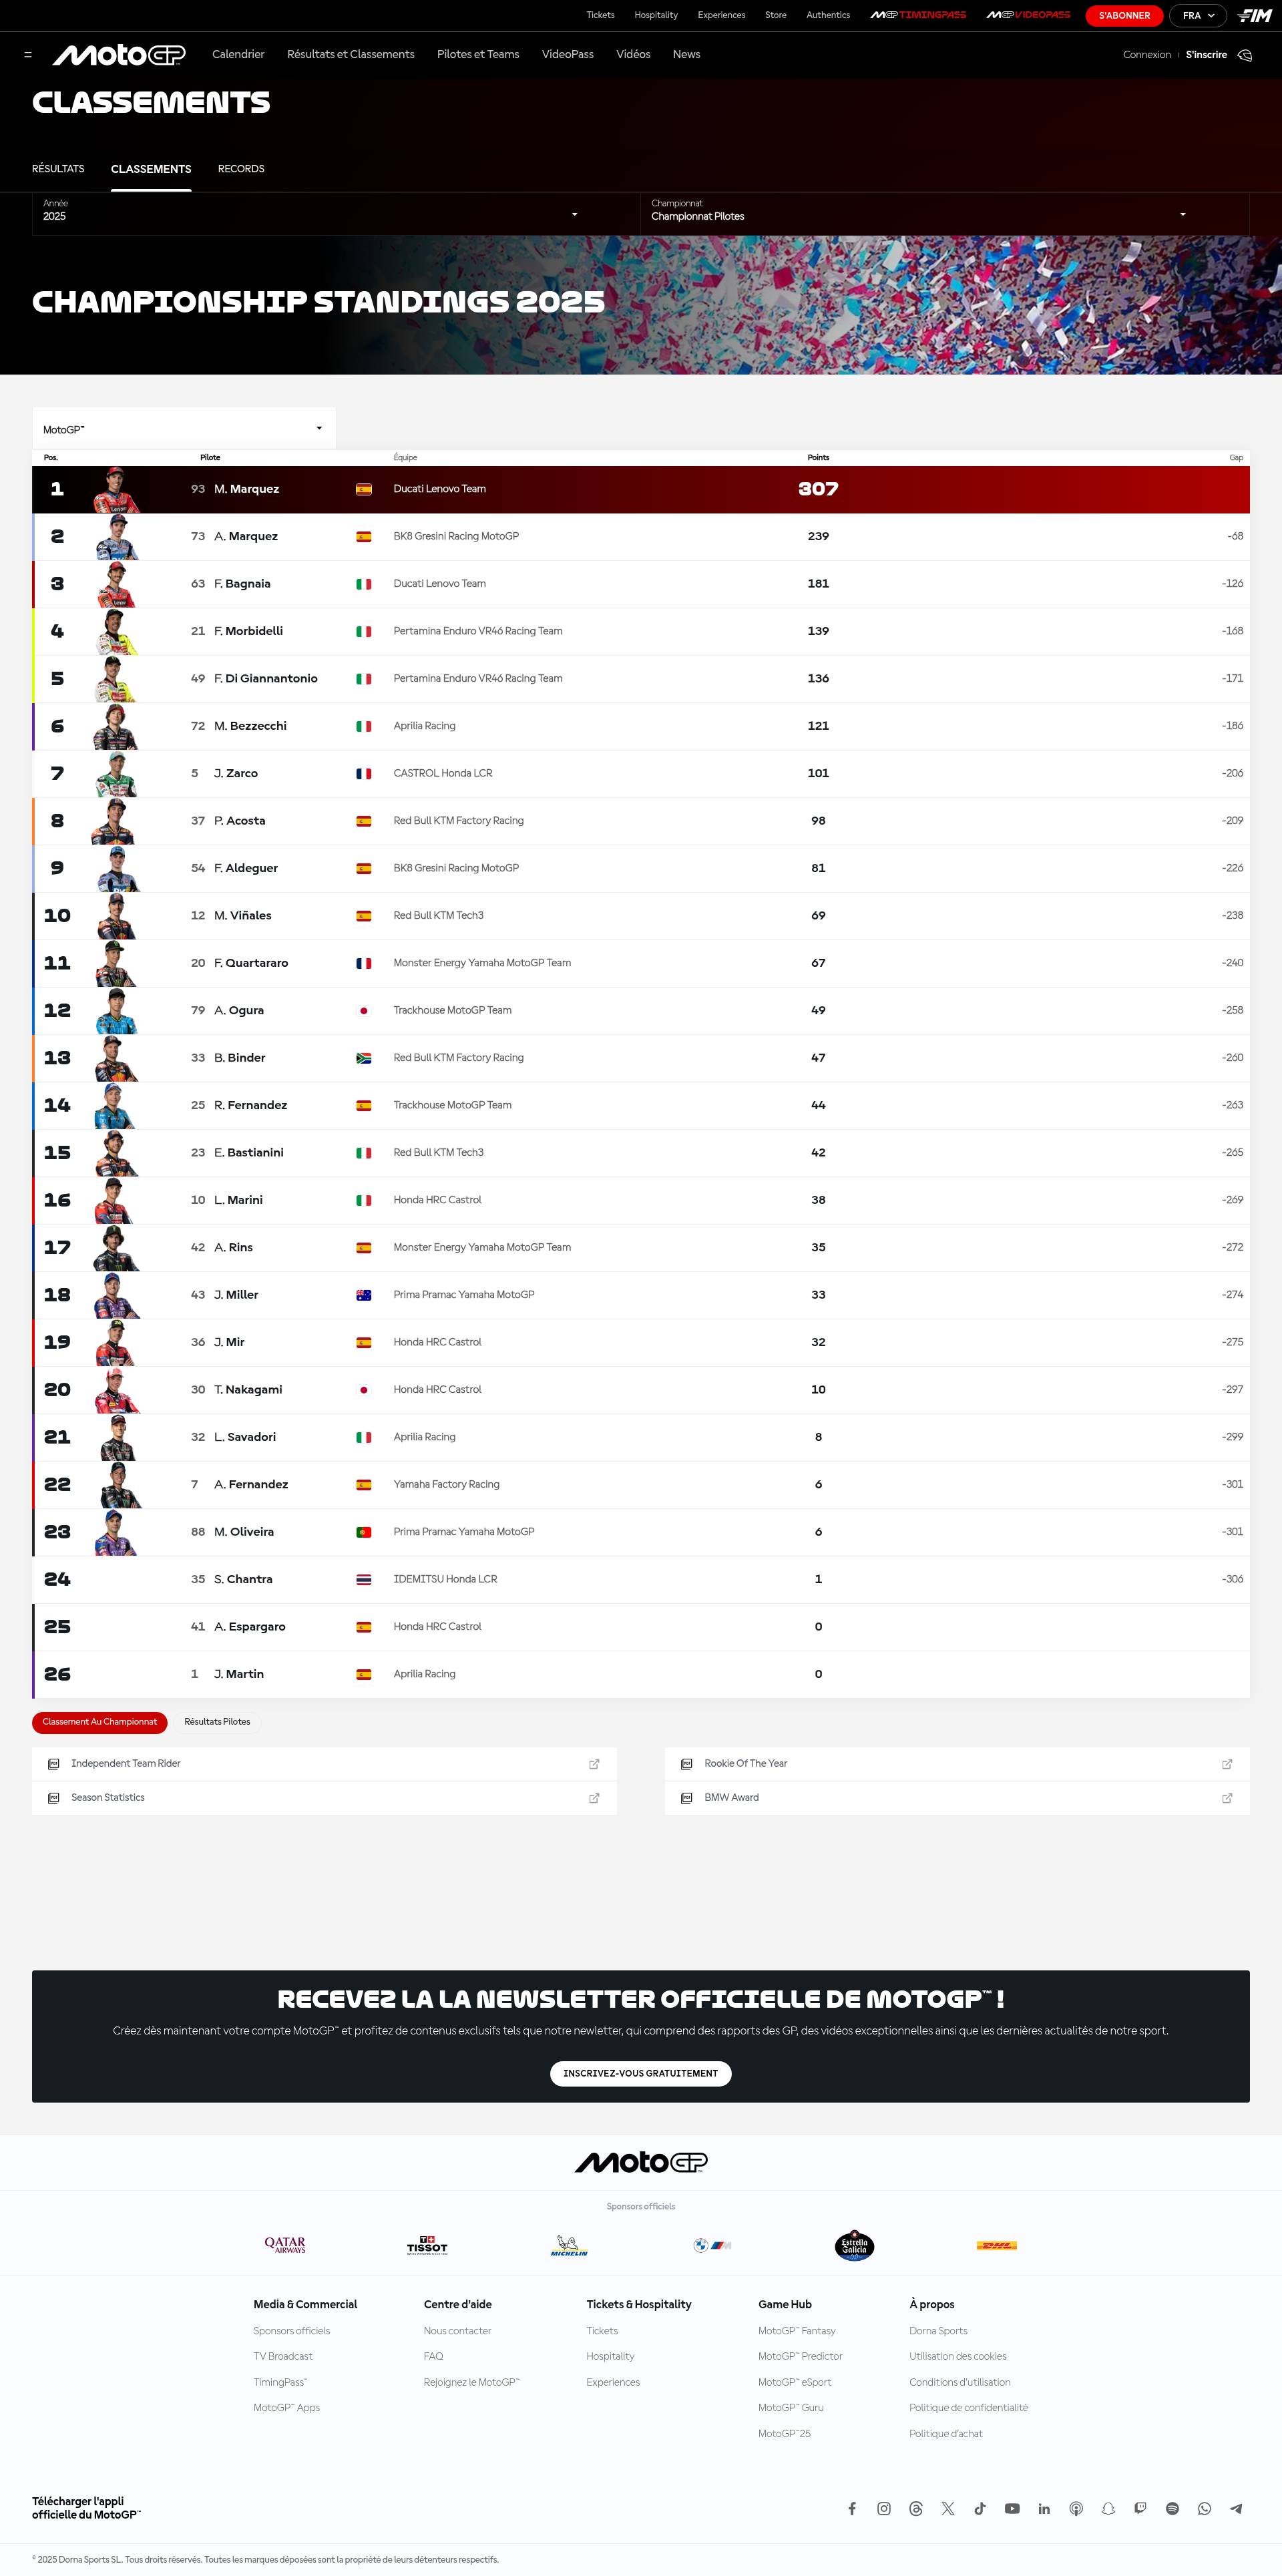 Tickets Hospitality Experiences Store Authentics MotoGP TIMINGPASS MotoGP VIDEOPASS S'ABONNER FRA FIM
MotoGP™ Calendrier Résultats et Classements Pilotes et Teams VideoPass Vidéos News Connexion S'inscrire
CLASSEMENTS
RÉSULTATS CLASSEMENTS RECORDS
Année Championnat
2025 Championnat Pilotes
CHAMPIONSHIP STANDINGS 2025
MotoGP™
Pos. Pilote Équipe Points Gap
1 93 M. Marquez Ducati Lenovo Team 307
2 73 A. Marquez BK8 Gresini Racing MotoGP 239 -68
3 63 F. Bagnaia Ducati Lenovo Team 181 -126
4 21 F. Morbidelli Pertamina Enduro VR46 Racing Team 139 -168
5 49 F. Di Giannantonio Pertamina Enduro VR46 Racing Team 136 -171
6 72 M. Bezzecchi Aprilia Racing 121 -186
7 5 J. Zarco CASTROL Honda LCR 101 -206
8 37 P. Acosta Red Bull KTM Factory Racing 98 -209
9 54 F. Aldeguer BK8 Gresini Racing MotoGP 81 -226
10 12 M. Viñales Red Bull KTM Tech3 69 -238
11 20 F. Quartararo Monster Energy Yamaha MotoGP Team 67 -240
12 79 A. Ogura Trackhouse MotoGP Team 49 -258
13 33 B. Binder Red Bull KTM Factory Racing 47 -260
14 25 R. Fernandez Trackhouse MotoGP Team 44 -263
15 23 E. Bastianini Red Bull KTM Tech3 42 -265
16 10 L. Marini Honda HRC Castrol 38 -269
17 42 A. Rins Monster Energy Yamaha MotoGP Team 35 -272
18 43 J. Miller Prima Pramac Yamaha MotoGP 33 -274
19 36 J. Mir Honda HRC Castrol 32 -275
20 30 T. Nakagami Honda HRC Castrol 10 -297
21 32 L. Savadori Aprilia Racing 8 -299
22 7 A. Fernandez Yamaha Factory Racing 6 -301
23 88 M. Oliveira Prima Pramac Yamaha MotoGP 6 -301
24 35 S. Chantra IDEMITSU Honda LCR 1 -306
25 41 A. Espargaro Honda HRC Castrol 0
26 1 J. Martin Aprilia Racing 0
Classement Au Championnat Résultats Pilotes
Independent Team Rider Rookie Of The Year
Season Statistics BMW Award
RECEVEZ LA LA NEWSLETTER OFFICIELLE DE MOTOGP™ !
Créez dès maintenant votre compte MotoGP™ et profitez de contenus exclusifs tels que notre newletter, qui comprend des rapports des GP, des vidéos exceptionnelles ainsi que les dernières actualités de notre sport.
INSCRIVEZ-VOUS GRATUITEMENT
MotoGP™
Sponsors officiels
QATAR AIRWAYS TISSOT MICHELIN BMW M Estrella Galicia 0,0 DHL
Media & Commercial Centre d'aide Tickets & Hospitality Game Hub À propos
Sponsors officiels Nous contacter Tickets MotoGP™ Fantasy Dorna Sports
TV Broadcast FAQ Hospitality MotoGP™ Predictor Utilisation des cookies
TimingPass™ Rejoignez le MotoGP™ Experiences MotoGP™ eSport Conditions d'utilisation
MotoGP™ Apps MotoGP™ Guru Politique de confidentialité
MotoGP™25 Politique d'achat
Télécharger l'appli
officielle du MotoGP™
© 2025 Dorna Sports SL. Tous droits réservés. Toutes les marques déposées sont la propriété de leurs détenteurs respectifs.